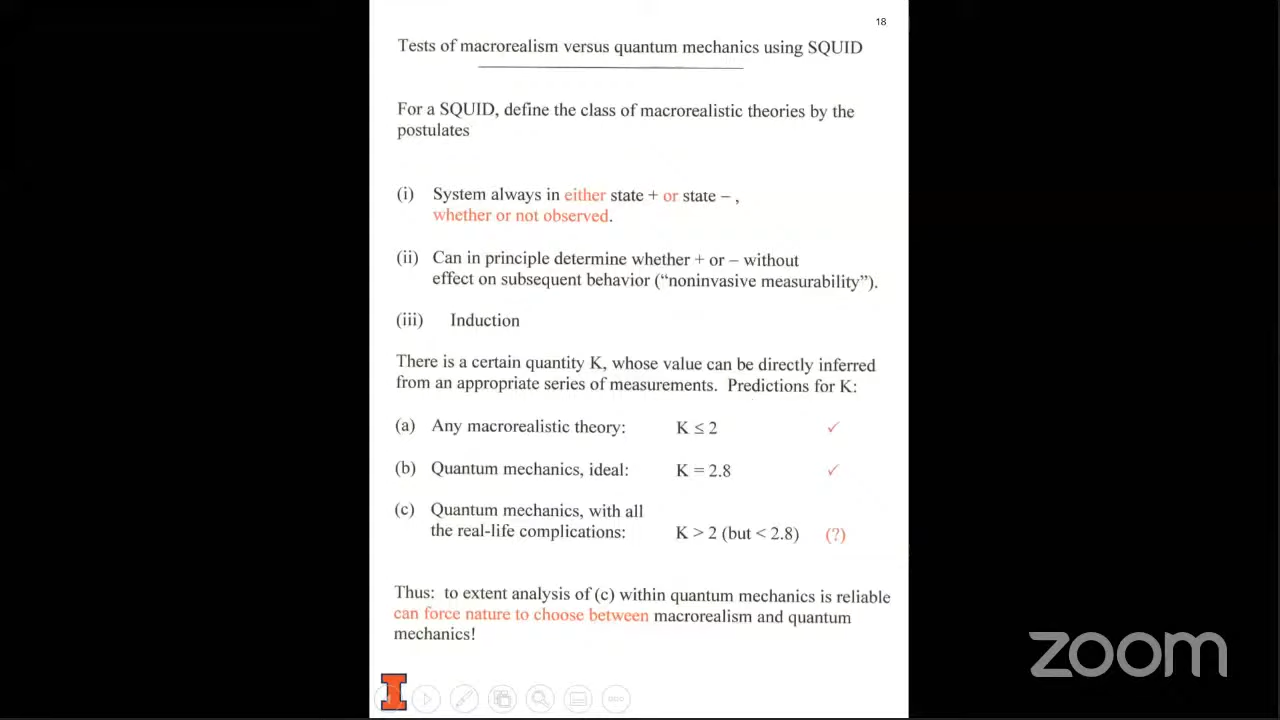 18
Tests of macrorealism versus quantum mechanics using SQUID
For a SQUID, define the class of macrorealistic theories by the
postulates
(i) System always in either state + or state – ,
whether or not observed.
(ii) Can in principle determine whether + or – without
effect on subsequent behavior (“noninvasive measurability”).
(iii) Induction
There is a certain quantity K, whose value can be directly inferred
from an appropriate series of measurements. Predictions for K:
(a) Any macrorealistic theory: K ≤ 2 ✓
(b) Quantum mechanics, ideal: K = 2.8 ✓
(c) Quantum mechanics, with all
the real-life complications: K > 2 (but < 2.8) (?)
Thus: to extent analysis of (c) within quantum mechanics is reliable
can force nature to choose between macrorealism and quantum
mechanics!
I
zoom